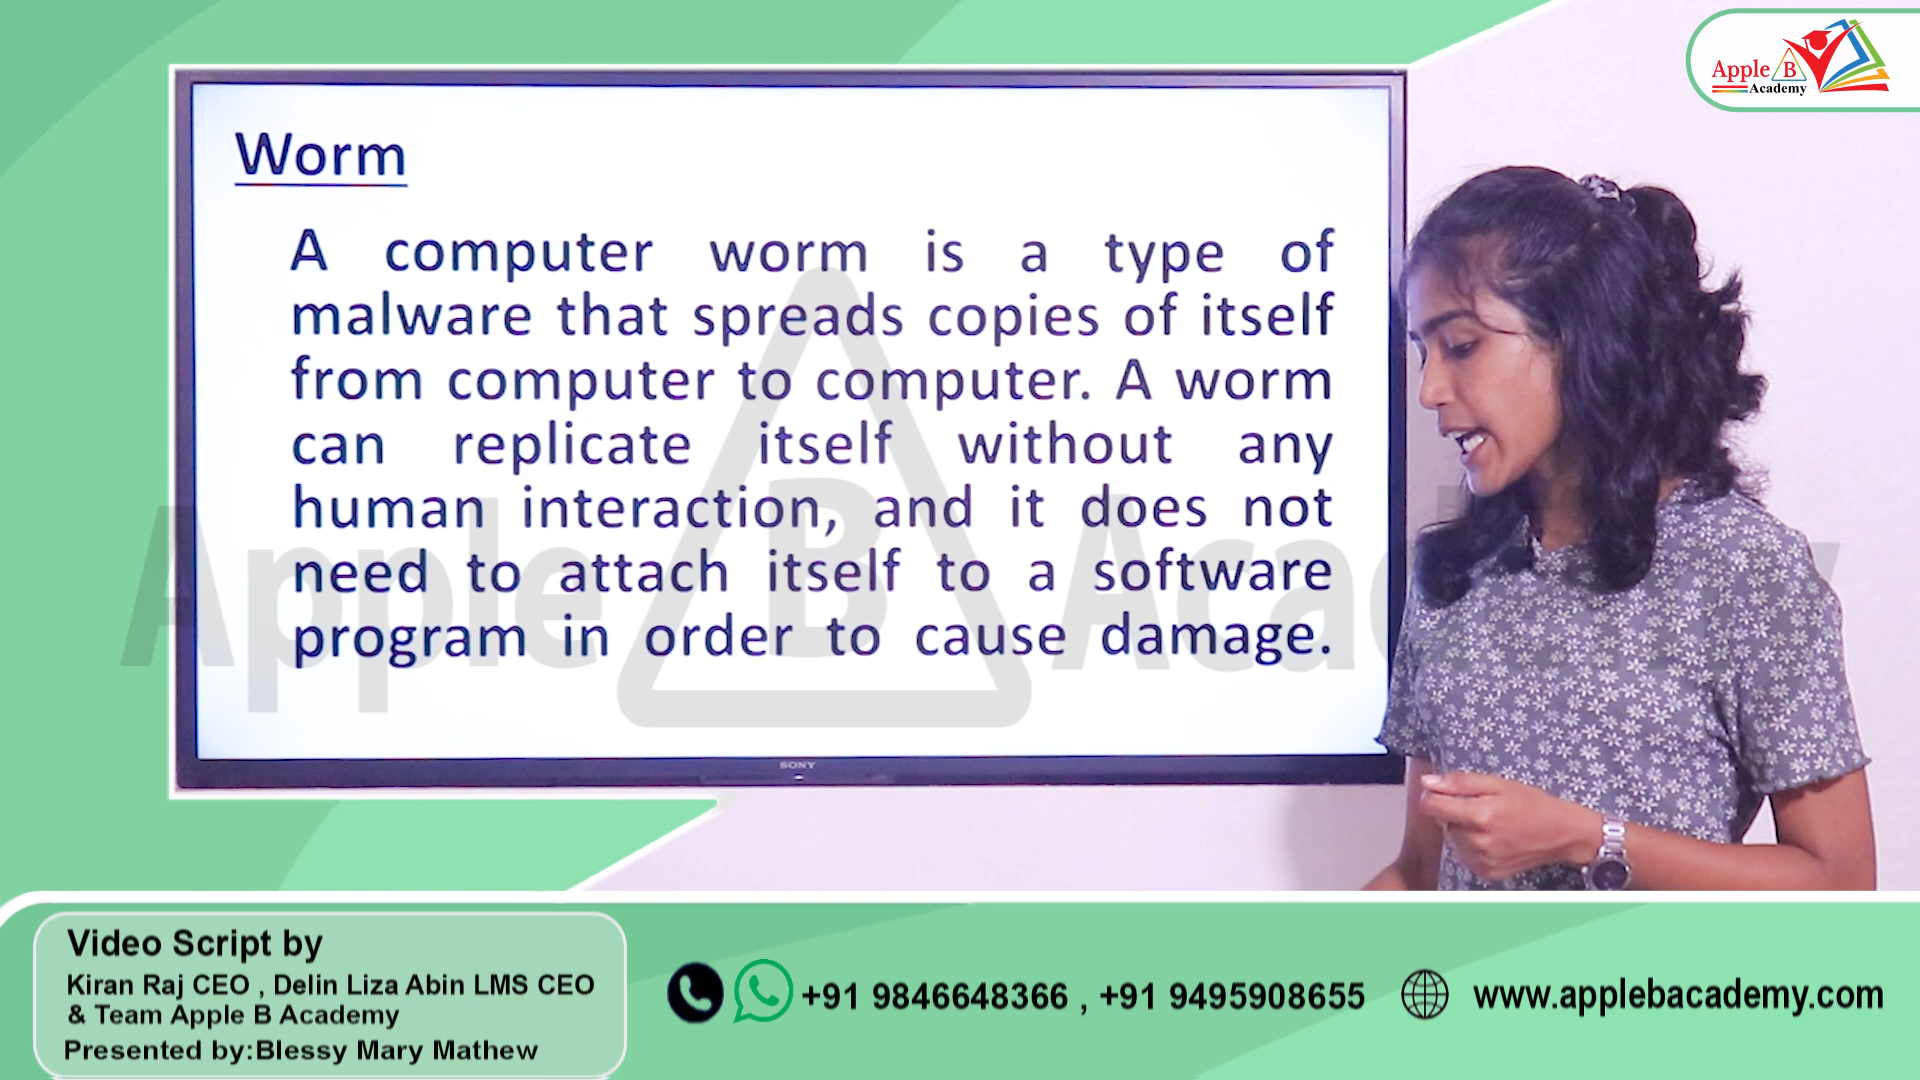 Apple B
Academy
Worm
A computer worm is a type of
malware that spreads copies of itself
from computer to computer. A worm
can replicate itself without any
human interaction, and it does not
need to attach itself to a software
program in order to cause damage.
Apple B Academy
SONY
Video Script by
Kiran Raj CEO , Delin Liza Abin LMS CEO
& Team Apple B Academy
Presented by:Blessy Mary Mathew
+91 9846648366 , +91 9495908655
www.applebacademy.com